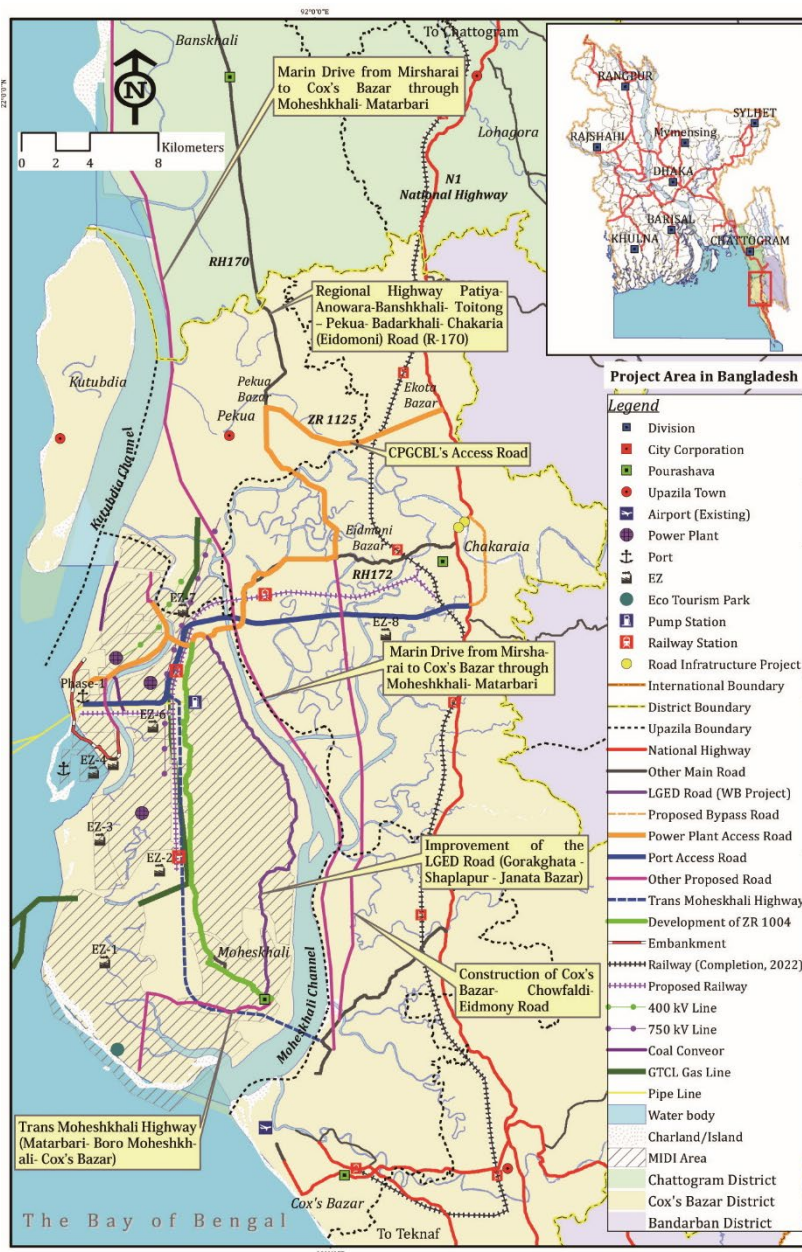 92°0'0"E
To Chattogram
Banskhali
Marin Drive from Mirsharai
to Cox's Bazar through
Moheshkhali- Matarbari
N
0 2 4 8 Kilometers
Lohagora
N1
National Highway
RH170
Regional Highway Patiya-
Anowara-Banshkhali- Toitong
– Pekua- Badarkhali- Chakaria
(Eidomoni) Road (R-170)
Kutubdia
Pekua
Bazar
Ekota
Bazar
Pekua
ZR 1125
CPGCBL's Access Road
Kutubdia Channel
Eidmoni
Bazar
Chakaraia
RH172
EZ-7
EZ-8
Marin Drive from Mirsha-
rai to Cox's Bazar through
Moheshkhali- Matarbari
Phase-1
EZ-6
EZ-4
EZ-3
EZ-2
Improvement of the
LGED Road (Gorakghata -
Shaplapur - Janata Bazar)
EZ-1
Moheshkhali
Construction of Cox's
Bazar- Chowfaldi-
Eidmony Road
Moheshkhali Channel
Trans Moheshkhali Highway
(Matarbari- Boro Moheshkh-
ali- Cox's Bazar)
Cox's Bazar
The Bay of Bengal
To Teknaf
RANGPUR
SYLHET
RAJSHAHI
Mymensing
DHAKA
BARISAL
KHULNA
CHATTOGRAM
Project Area in Bangladesh
Legend
Division
City Corporation
Pourashava
Upazila Town
Airport (Existing)
Power Plant
Port
EZ
Eco Tourism Park
Pump Station
Railway Station
Road Infratructure Project
International Boundary
District Boundary
Upazila Boundary
National Highway
Other Main Road
LGED Road (WB Project)
Proposed Bypass Road
Power Plant Access Road
Port Access Road
Other Proposed Road
Trans Moheshkhali Highway
Development of ZR 1004
Embankment
Railway (Completion, 2022)
Proposed Railway
400 kV Line
750 kV Line
Coal Conveor
GTCL Gas Line
Pipe Line
Water body
Charland/Island
MIDI Area
Chattogram District
Cox's Bazar District
Bandarban District